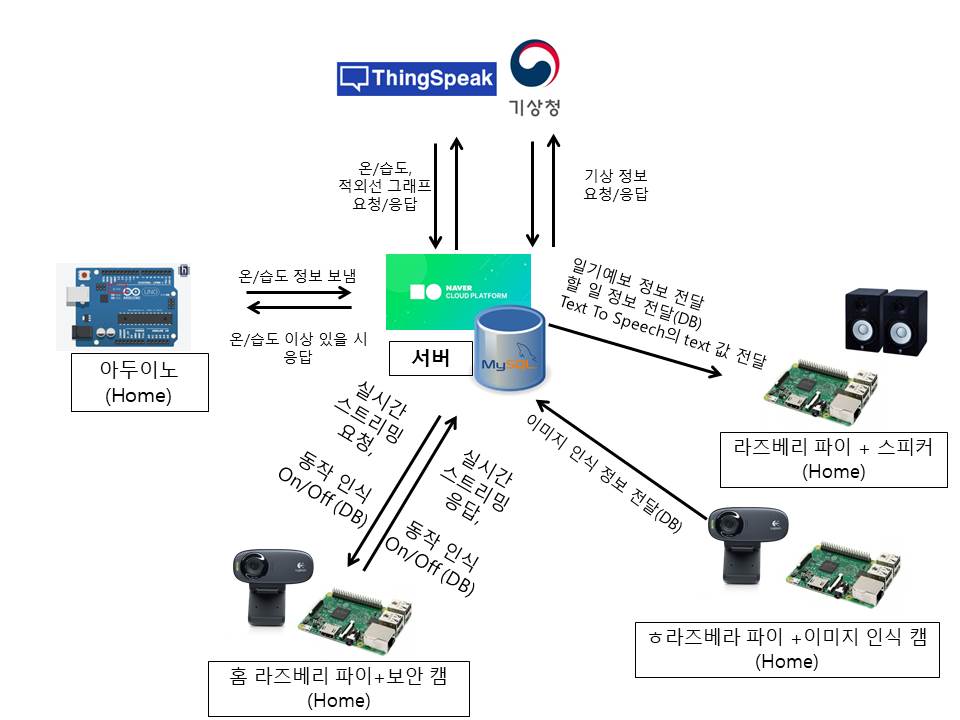 ThingSpeak
기상청
온/습도,
적외선 그래프
요청/응답
기상 정보
요청/응답
온/습도 정보 보냄
온/습도 이상 있을 시
응답
NAVER
CLOUD PLATFORM
서버
MySQL
일기예보 정보 전달
할 일 정보 전달(DB)
Text To Speech의 text 값 전달
아두이노
(Home)
실시간
스트리밍
요청,
동작 인식
On/Off (DB)
실시간
스트리밍
응답,
동작 인식
On/Off (DB)
이미지 인식 정보 전달(DB)
라즈베리 파이 + 스피커
(Home)
ㅎ라즈베라 파이 +이미지 인식 캠
(Home)
홈 라즈베리 파이+보안 캠
(Home)